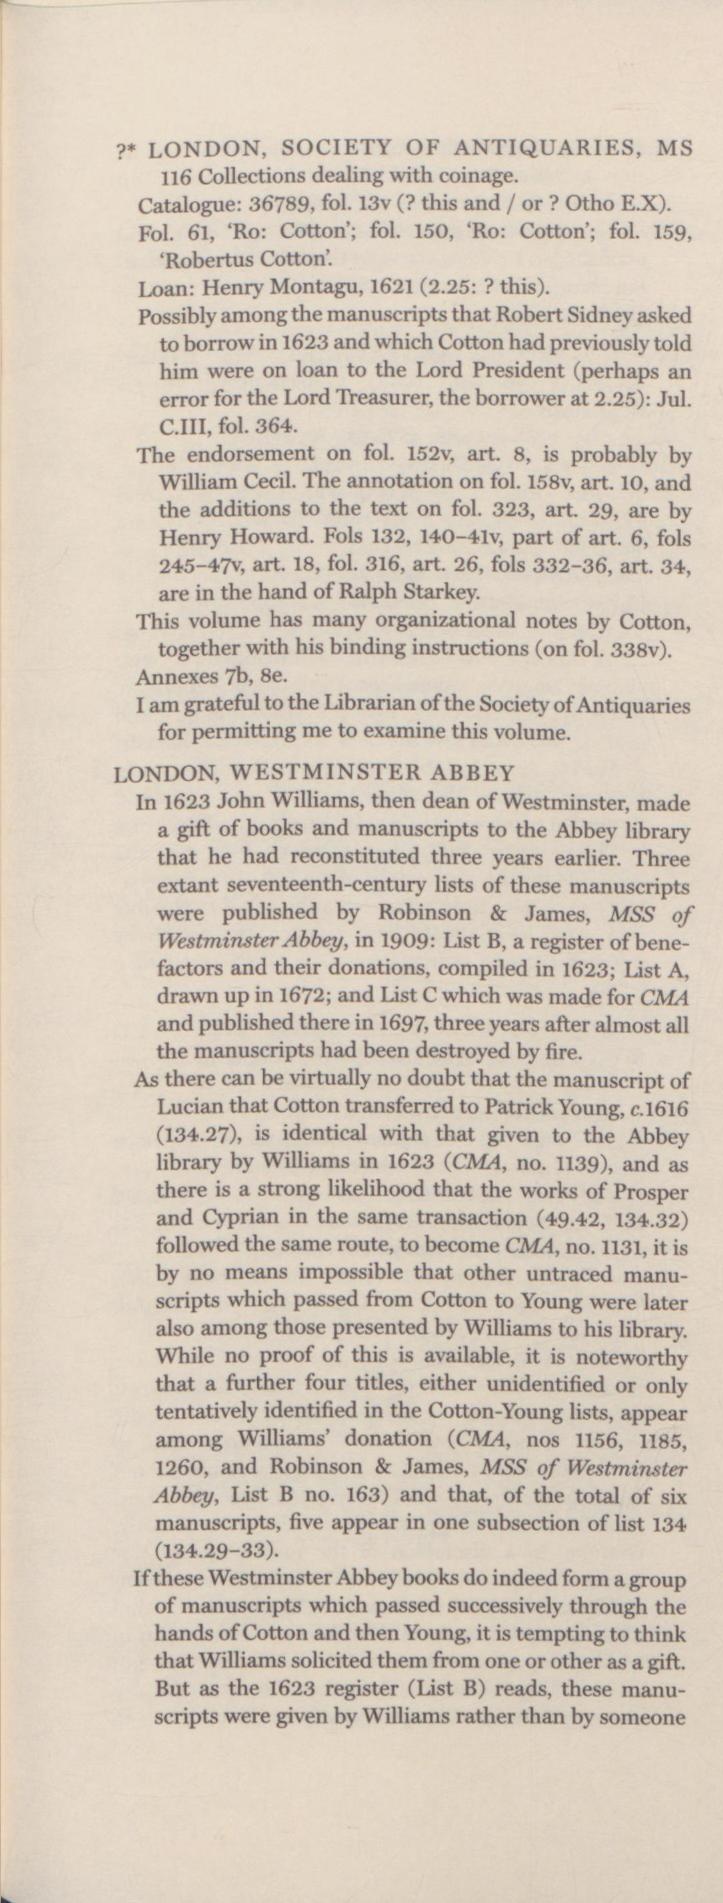 ?* LONDON, SOCIETY OF ANTIQUARIES, MS
116 Collections dealing with coinage.
Catalogue: 36789, fol. 13v (? this and / or ? Otho E.X).
Fol. 61, ‘Ro: Cotton’; fol. 150, ‘Ro: Cotton’; fol. 159,
‘Robertus Cotton’.
Loan: Henry Montagu, 1621 (2.25: ? this).
Possibly among the manuscripts that Robert Sidney asked
to borrow in 1623 and which Cotton had previously told
him were on loan to the Lord President (perhaps an
error for the Lord Treasurer, the borrower at 2.25): Jul.
C.III, fol. 364.
The endorsement on fol. 152v, art. 8, is probably by
William Cecil. The annotation on fol. 158v, art. 10, and
the additions to the text on fol. 323, art. 29, are by
Henry Howard. Fols 132, 140–41v, part of art. 6, fols
245–47v, art. 18, fol. 316, art. 26, fols 332–36, art. 34,
are in the hand of Ralph Starkey.
This volume has many organizational notes by Cotton,
together with his binding instructions (on fol. 338v).
Annexes 7b, 8e.
I am grateful to the Librarian of the Society of Antiquaries
for permitting me to examine this volume.
LONDON, WESTMINSTER ABBEY
In 1623 John Williams, then dean of Westminster, made
a gift of books and manuscripts to the Abbey library
that he had reconstituted three years earlier. Three
extant seventeenth-century lists of these manuscripts
were published by Robinson & James, MSS of
Westminster Abbey, in 1909: List B, a register of bene-
factors and their donations, compiled in 1623; List A,
drawn up in 1672; and List C which was made for CMA
and published there in 1697, three years after almost all
the manuscripts had been destroyed by fire.
As there can be virtually no doubt that the manuscript of
Lucian that Cotton transferred to Patrick Young, c.1616
(134.27), is identical with that given to the Abbey
library by Williams in 1623 (CMA, no. 1139), and as
there is a strong likelihood that the works of Prosper
and Cyprian in the same transaction (49.42, 134.32)
followed the same route, to become CMA, no. 1131, it is
by no means impossible that other untraced manu-
scripts which passed from Cotton to Young were later
also among those presented by Williams to his library.
While no proof of this is available, it is noteworthy
that a further four titles, either unidentified or only
tentatively identified in the Cotton-Young lists, appear
among Williams’ donation (CMA, nos 1156, 1185,
1260, and Robinson & James, MSS of Westminster
Abbey, List B no. 163) and that, of the total of six
manuscripts, five appear in one subsection of list 134
(134.29–33).
If these Westminster Abbey books do indeed form a group
of manuscripts which passed successively through the
hands of Cotton and then Young, it is tempting to think
that Williams solicited them from one or other as a gift.
But as the 1623 register (List B) reads, these manu-
scripts were given by Williams rather than by someone